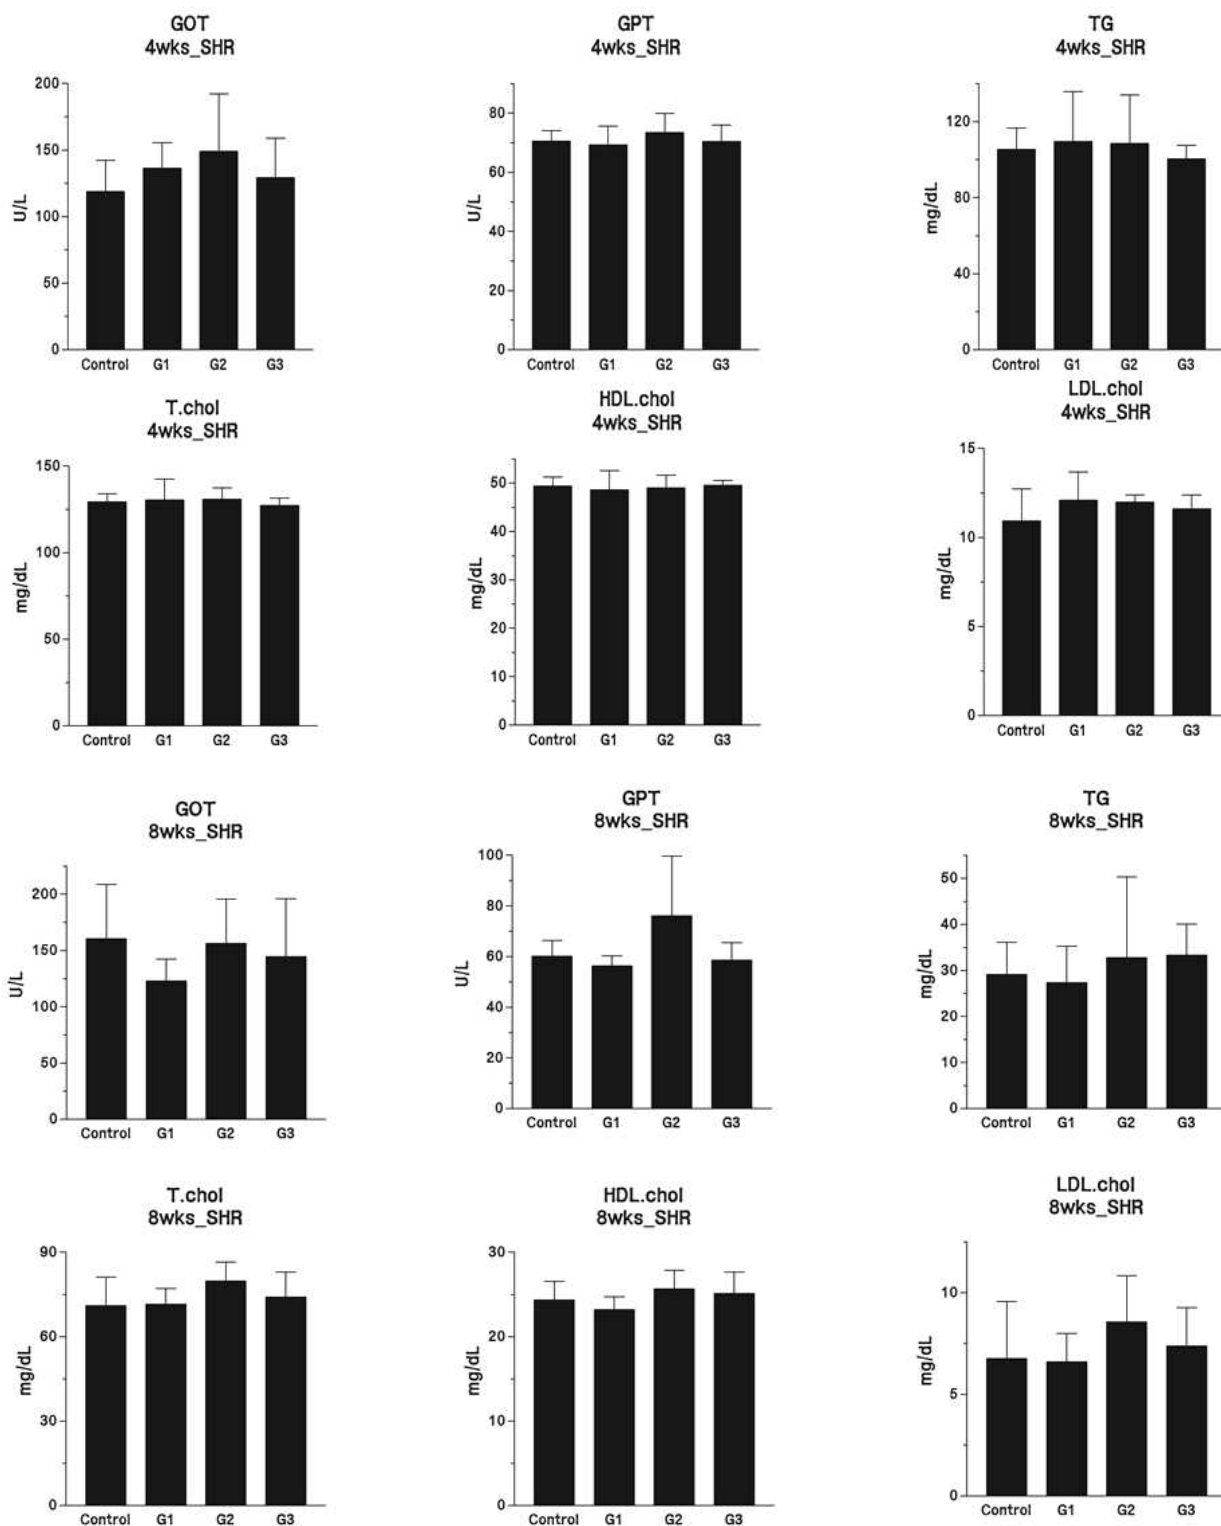 GOT
4wks_SHR
200
150
100
50
0
U/L
Control G1 G2 G3
GPT
4wks_SHR
80
60
40
20
0
U/L
Control G1 G2 G3
TG
4wks_SHR
120
80
40
0
mg/dL
Control G1 G2 G3
T.chol
4wks_SHR
150
100
50
0
mg/dL
Control G1 G2 G3
HDL.chol
4wks_SHR
50
40
30
20
10
0
mg/dL
Control G1 G2 G3
LDL.chol
4wks_SHR
15
10
5
0
mg/dL
Control G1 G2 G3
GOT
8wks_SHR
200
150
100
50
0
U/L
Control G1 G2 G3
GPT
8wks_SHR
100
80
60
40
20
0
U/L
Control G1 G2 G3
TG
8wks_SHR
50
40
30
20
10
0
mg/dL
Control G1 G2 G3
T.chol
8wks_SHR
90
60
30
0
mg/dL
Control G1 G2 G3
HDL.chol
8wks_SHR
30
20
10
0
mg/dL
Control G1 G2 G3
LDL.chol
8wks_SHR
10
5
0
mg/dL
Control G1 G2 G3